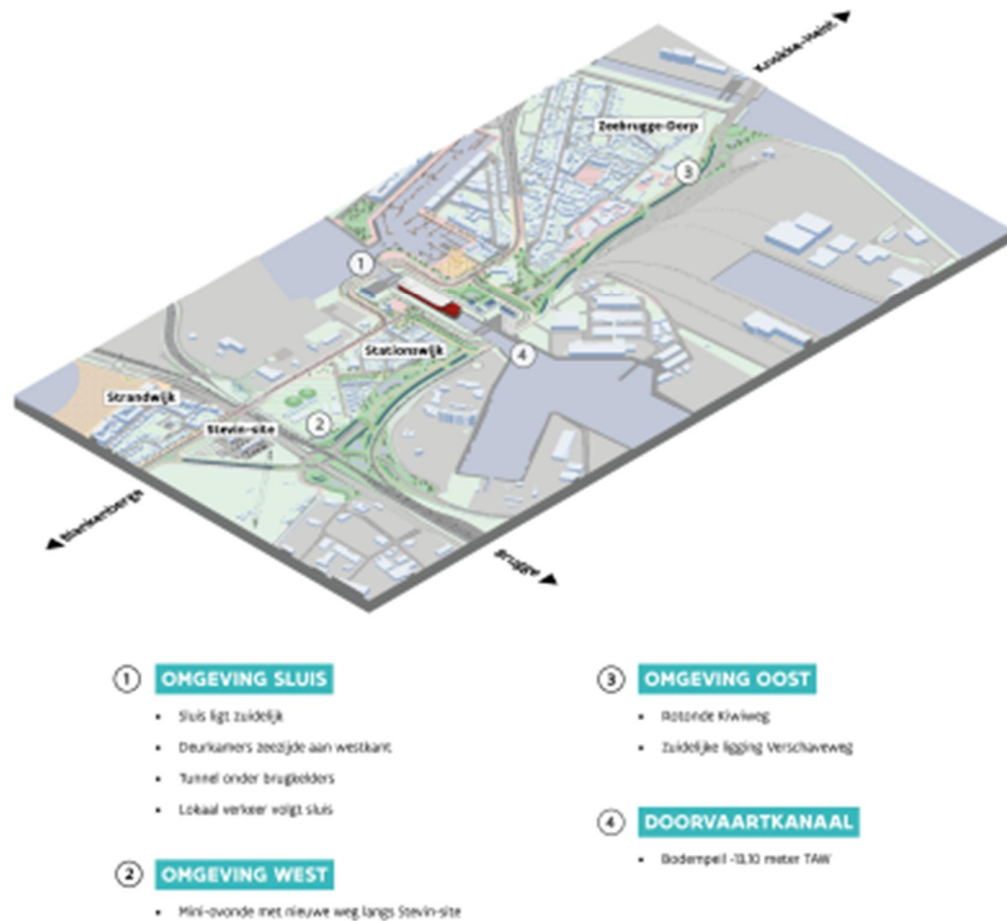 Knokke-Heist
Zeebrugge-Dorp
3
1
Stationswijk
4
Strandwijk
Stevin-site
2
Blankenberge
Brugge
1 OMGEVING SLUIS
• Sluis ligt zuidelijk
• Deurkamers zeezijde aan westkant
• Tunnel onder brugkelders
• Lokaal verkeer volgt sluis
2 OMGEVING WEST
• Mini-ovonde met nieuwe weg langs Stevin-site
3 OMGEVING OOST
• Rotonde Kiwiweg
• Zuidelijke ligging Verschaveweg
4 DOORVAARTKANAAL
• Bodempeil -13,10 meter TAW